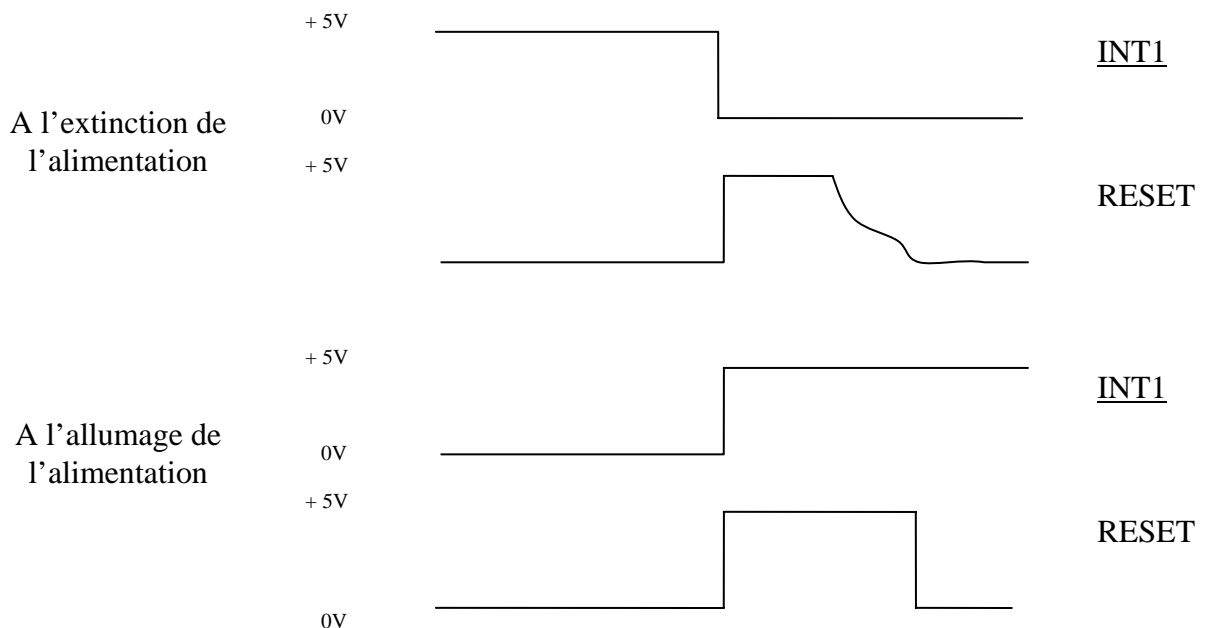 + 5V
INT1
A l’extinction de
l’alimentation
0V
+ 5V
RESET
+ 5V
INT1
A l’allumage de
l’alimentation
0V
+ 5V
RESET
0V